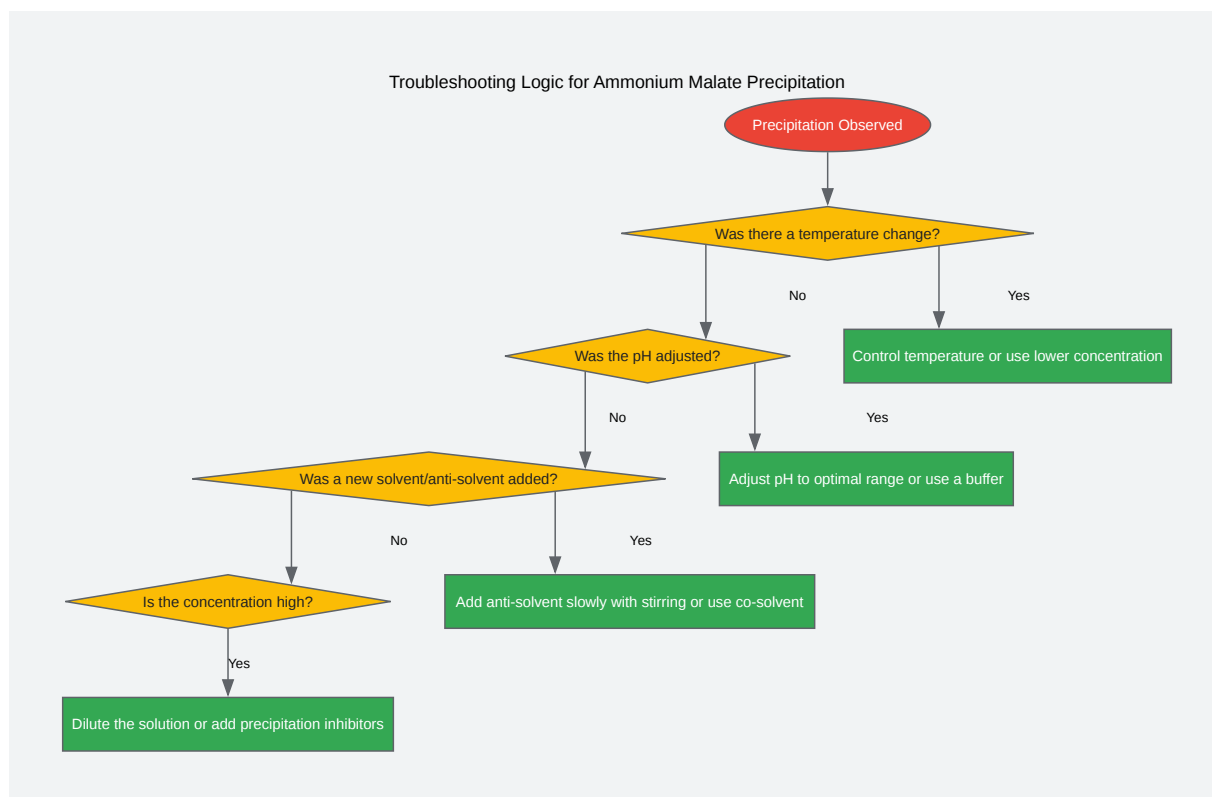 Troubleshooting Logic for Ammonium Malate Precipitation
Precipitation Observed
Was there a temperature change?
No
Yes
Was the pH adjusted?
Control temperature or use lower concentration
No
Yes
Was a new solvent/anti-solvent added?
Adjust pH to optimal range or use a buffer
No
Yes
Is the concentration high?
Add anti-solvent slowly with stirring or use co-solvent
Yes
Dilute the solution or add precipitation inhibitors